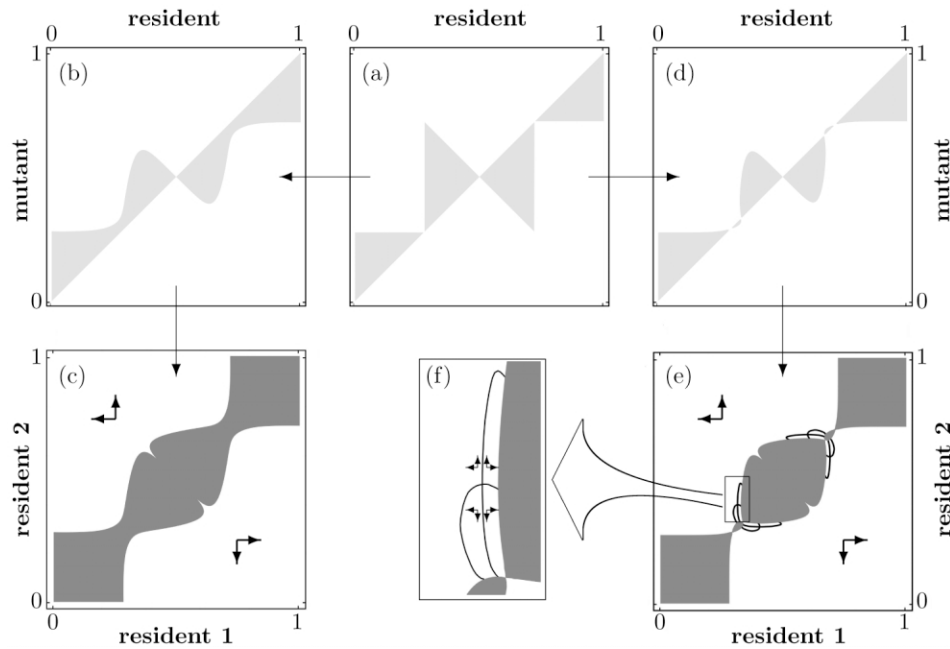 resident resident resident
0 1 0 1 0 1
(b) (a) (d)
1
mutant mutant
0 0
1
(c) (f) (e)
1 1
resident 2 resident 2
0 0
0 1 0 1
resident 1 resident 1